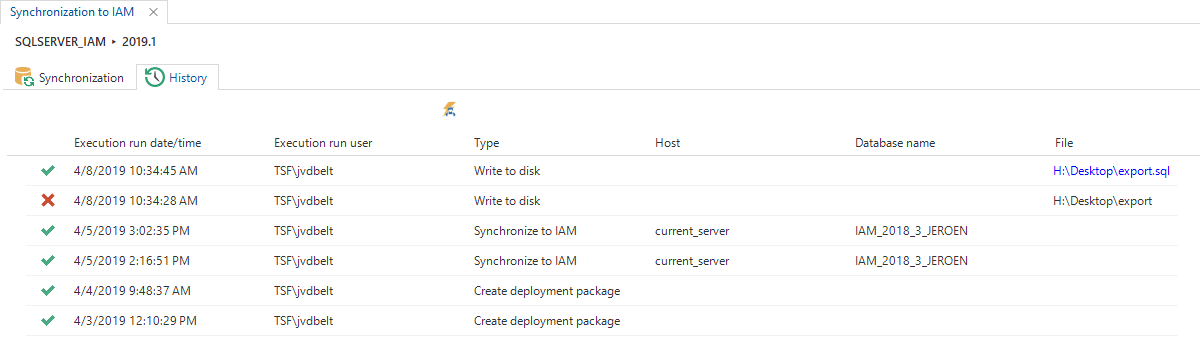 Synchronization to IAM
SQLSERVER_IAM ▸ 2019.1
Synchronization History
Execution run date/time Execution run user Type Host Database name File
4/8/2019 10:34:45 AM TSF\jvdbelt Write to disk H:\Desktop\export.sql
4/8/2019 10:34:28 AM TSF\jvdbelt Write to disk H:\Desktop\export
4/5/2019 3:02:35 PM TSF\jvdbelt Synchronize to IAM current_server IAM_2018_3_JEROEN
4/5/2019 2:16:51 PM TSF\jvdbelt Synchronize to IAM current_server IAM_2018_3_JEROEN
4/4/2019 9:48:37 AM TSF\jvdbelt Create deployment package
4/3/2019 12:10:29 PM TSF\jvdbelt Create deployment package